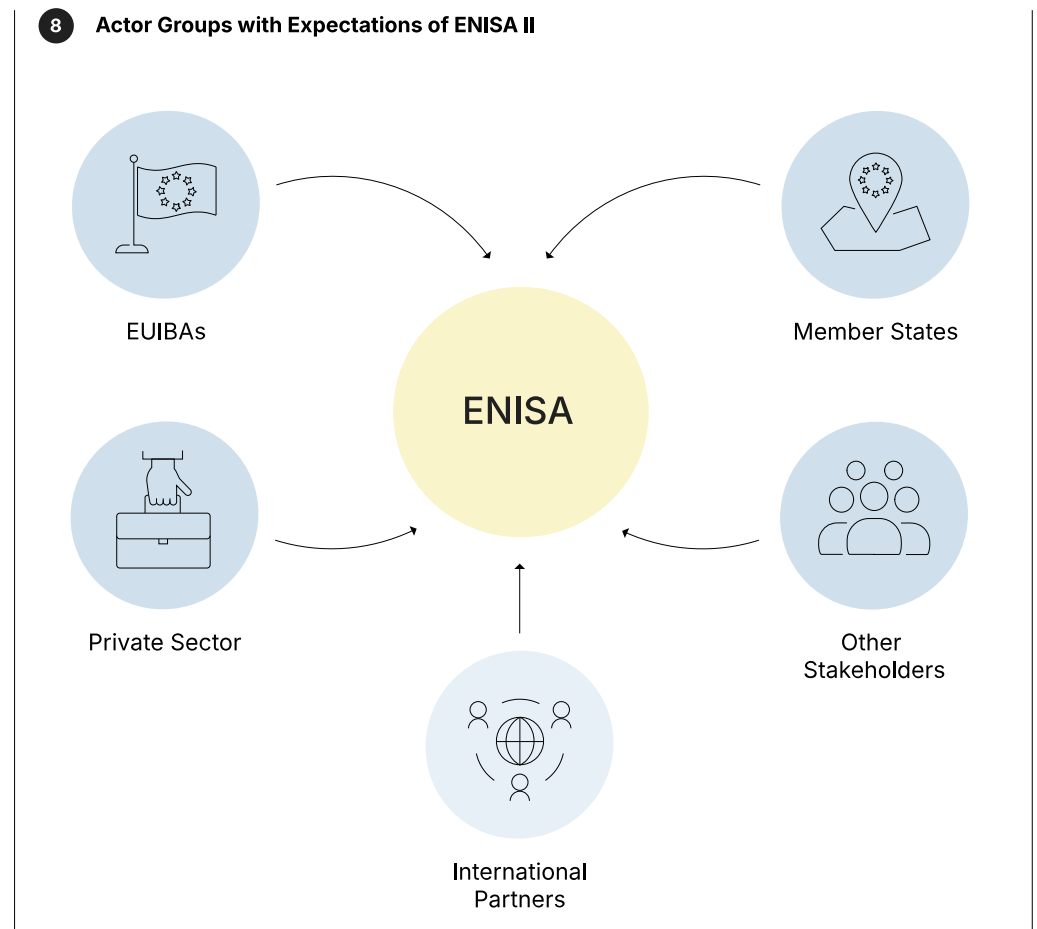 8 Actor Groups with Expectations of ENISA II
EUIBAs
Member States
ENISA
Private Sector
Other
Stakeholders
International
Partners